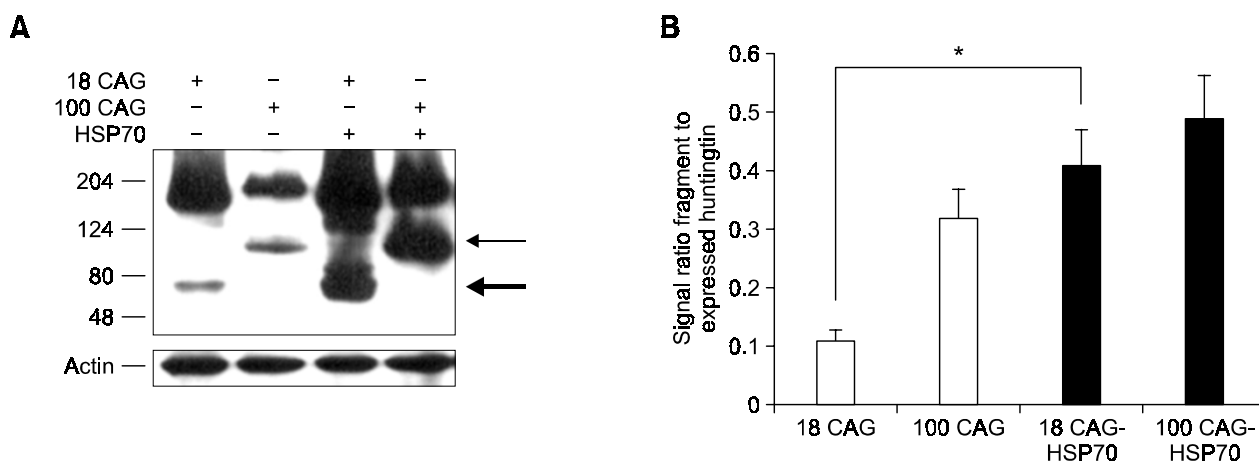 A
18 CAG + − + −
100 CAG − + − +
HSP70 − − + +
204
124
80
48
Actin
B
Signal ratio fragment to
expressed huntingtin
0.6
0.5
0.4
0.3
0.2
0.1
0
*
18 CAG
100 CAG
18 CAG-
HSP70
100 CAG-
HSP70